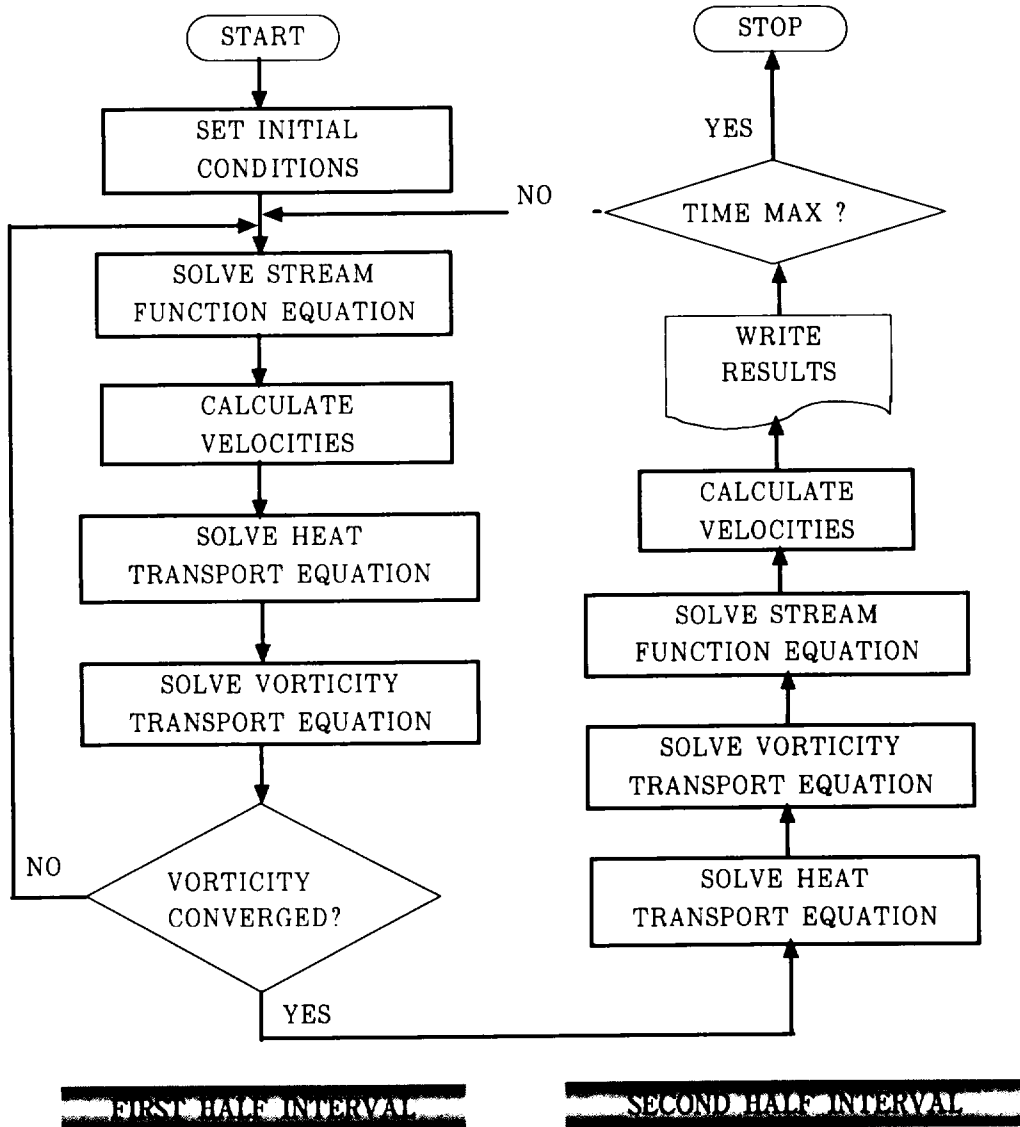 START
SET INITIAL
CONDITIONS
SOLVE STREAM
FUNCTION EQUATION
CALCULATE
VELOCITIES
SOLVE HEAT
TRANSPORT EQUATION
SOLVE VORTICITY
TRANSPORT EQUATION
NO
VORTICITY
CONVERGED?
YES
FIRST HALF INTERVAL
STOP
YES
NO
TIME MAX ?
WRITE
RESULTS
CALCULATE
VELOCITIES
SOLVE STREAM
FUNCTION EQUATION
SOLVE VORTICITY
TRANSPORT EQUATION
SOLVE HEAT
TRANSPORT EQUATION
SECOND HALF INTERVAL